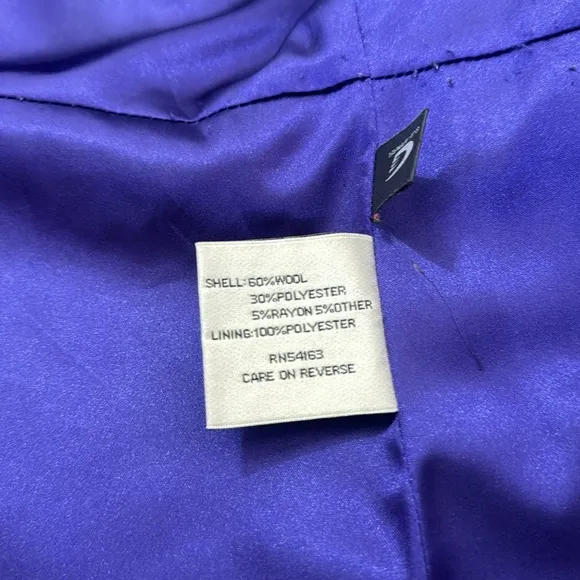 SHELL:60%WOOL
30%POLYESTER
5%RAYON 5%OTHER
LINING:100%POLYESTER
RN54163
CARE ON REVERSE